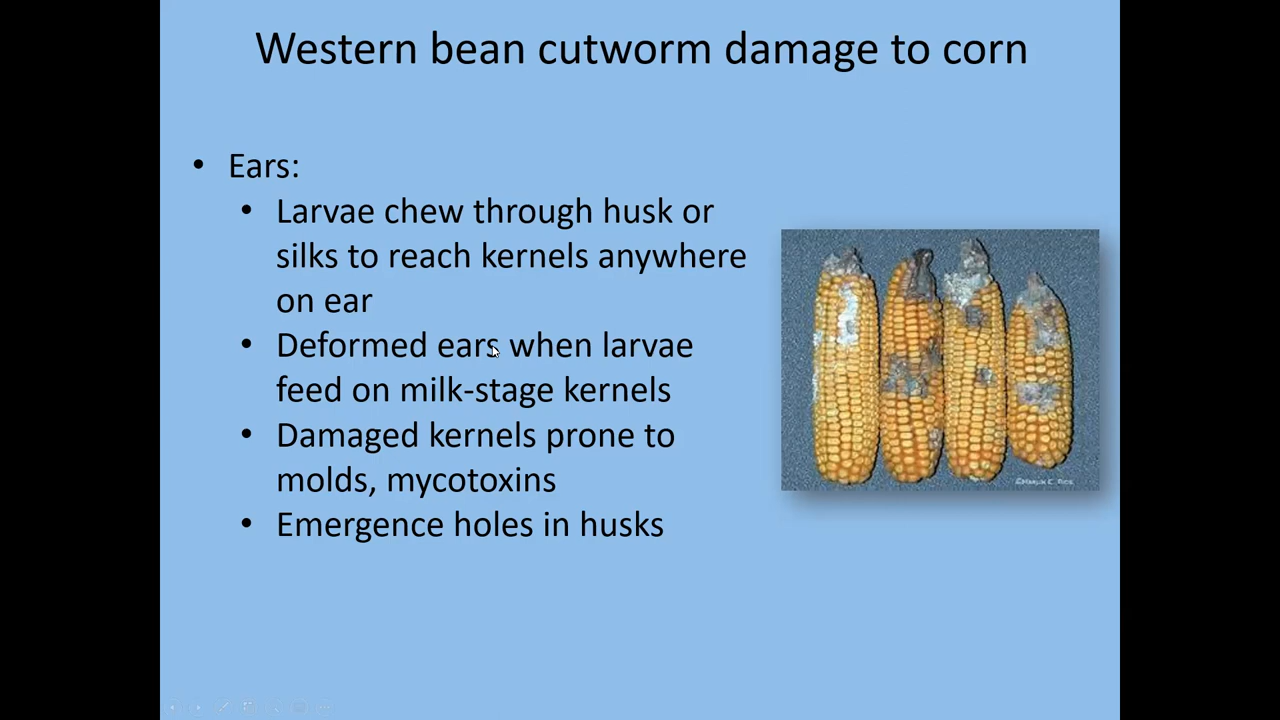 Western bean cutworm damage to corn
• Ears:
• Larvae chew through husk or
silks to reach kernels anywhere
on ear
• Deformed ears when larvae
feed on milk-stage kernels
• Damaged kernels prone to
molds, mycotoxins
• Emergence holes in husks
©Marlin E. Rice